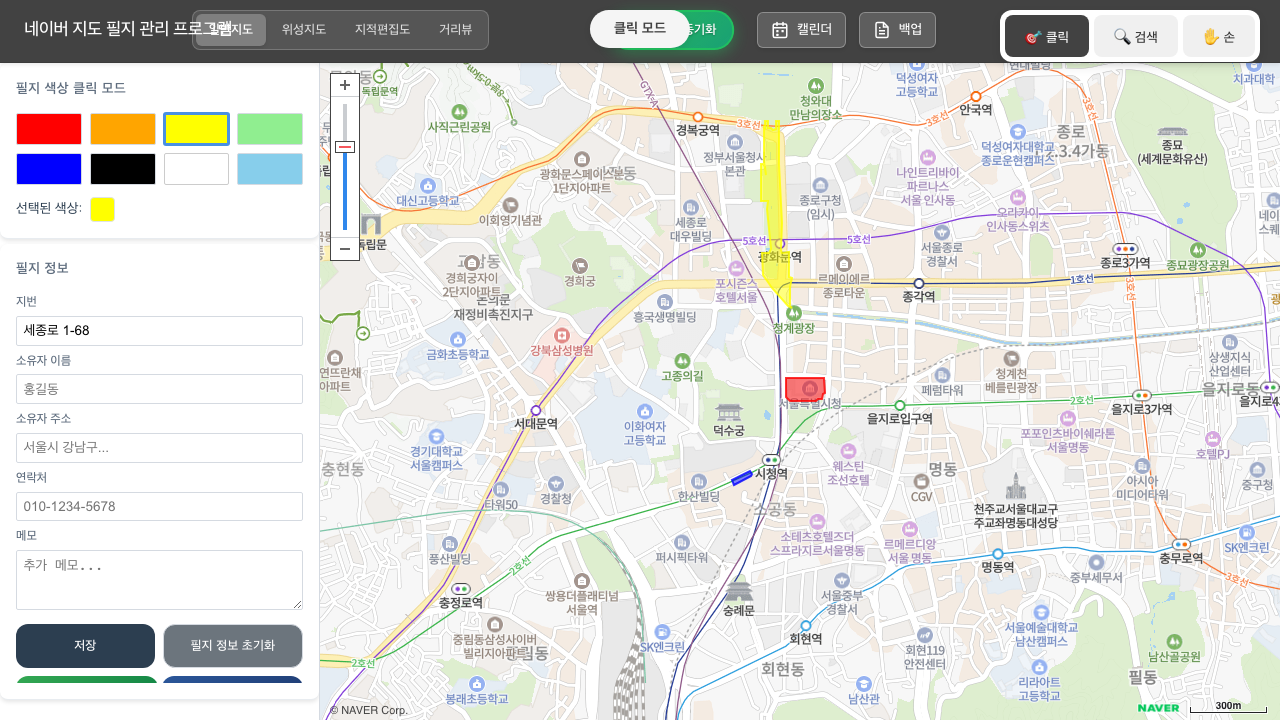 네이버 지도 필지 관리 프로그램
일반지도
위성지도
지적편집도
거리뷰
클릭 모드
동기화
캘린더
백업
🎯 클릭
🔍 검색
✋ 손
필지 색상 클릭 모드
선택된 색상:
필지 정보
지번
세종로 1-68
소유자 이름
홍길동
소유자 주소
서울시 강남구...
연락처
010-1234-5678
메모
추가 메모...
저장
필지 정보 초기화
독립문역
사직근린공원
GTX-A
경복궁역
3호선
청와대
만남의장소
덕성여자
고등학교
현대빌딩
안국역
3호선
3호선
치과대학
덕성여자대학교
종로운현캠퍼스
종로
1.2.3.4가동
종묘
(세계문화유산)
정부서울청사
본관
광화문스페이스본
1단지아파트
대신고등학교
이회영기념관
세종로
대우빌딩
종로구청
(임시)
나인트리바이
파르나스
서울 인사동
오라카이
인사동스위츠
서울종로
경찰서
독립문
5호선
광화문역
5호선
종로3가역
종묘광장공원
경희궁자이
2단지아파트
경희궁
돈의문
재정비촉진지구
포시즌스
호텔서울
르메이에르
종로타운
종각역
1호선
흥국생명빌딩
청계광장
강북삼성병원
금화초등학교
연뜨란채
아파트
고종의길
서울특별시청
페럼타워
청계천
베를린광장
상생지식
산업센터
을지로동
을지로4
2호선
을지로3가역
을지로입구역
서대문역
이화여자
고등학교
덕수궁
경기대학교
서울캠퍼스
충현동
시청역
웨스틴
조선호텔
명동
포포인츠바이쉐라톤
서울명동
호텔PJ
중구청
아시아
미디어타워
CGV
천주교서울대교구
주교좌명동대성당
한산빌딩
경찰청
타워50
소공동
소테츠호텔즈더
스프라지르서울명동
르메르디앙
서울 명동
충무로역
SK엔크린
2호선
풍산빌딩
퍼시픽타워
명동역
중부세무서
3호선
충정로역
쌍용더플래티넘
서울역
숭례문
서울중부
경찰서
회현역
서울예술대학교
남산캠퍼스
중림동삼성사이버
빌리지아파트
SK엔크린
회현119
안전센터
남산골공원
2호선
회현동
리라아트
고등학교
필동
봉래초등학교
남산관
© NAVER Corp.
NAVER
300m